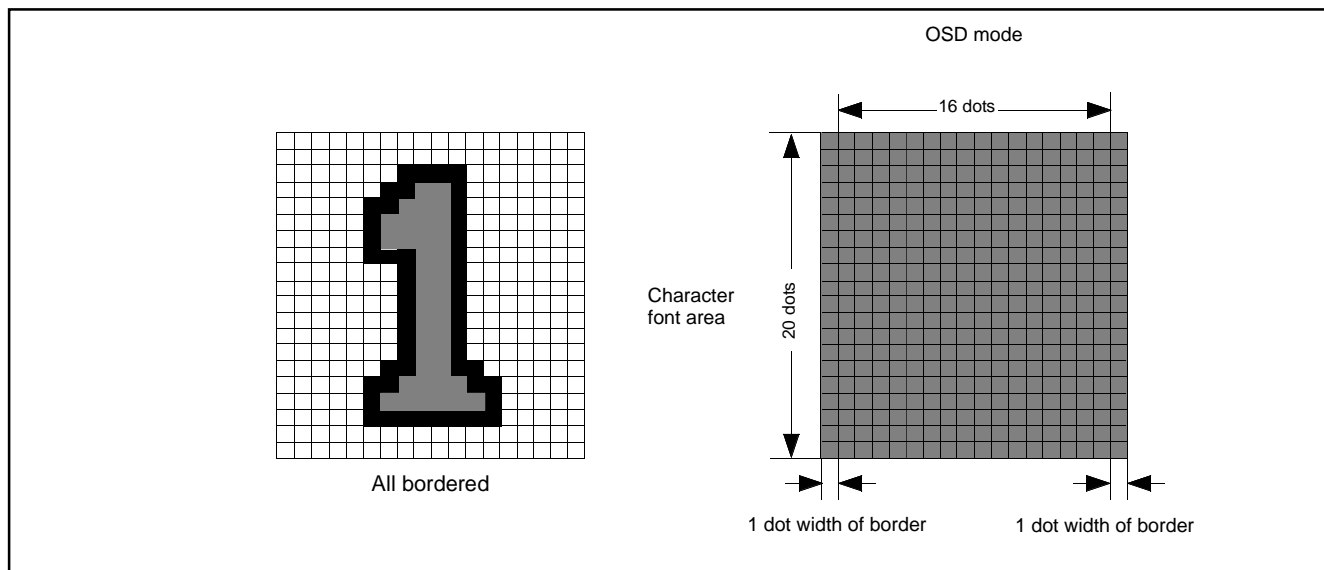 OSD mode
16 dots
20 dots
Character
font area
All bordered
1 dot width of border
1 dot width of border